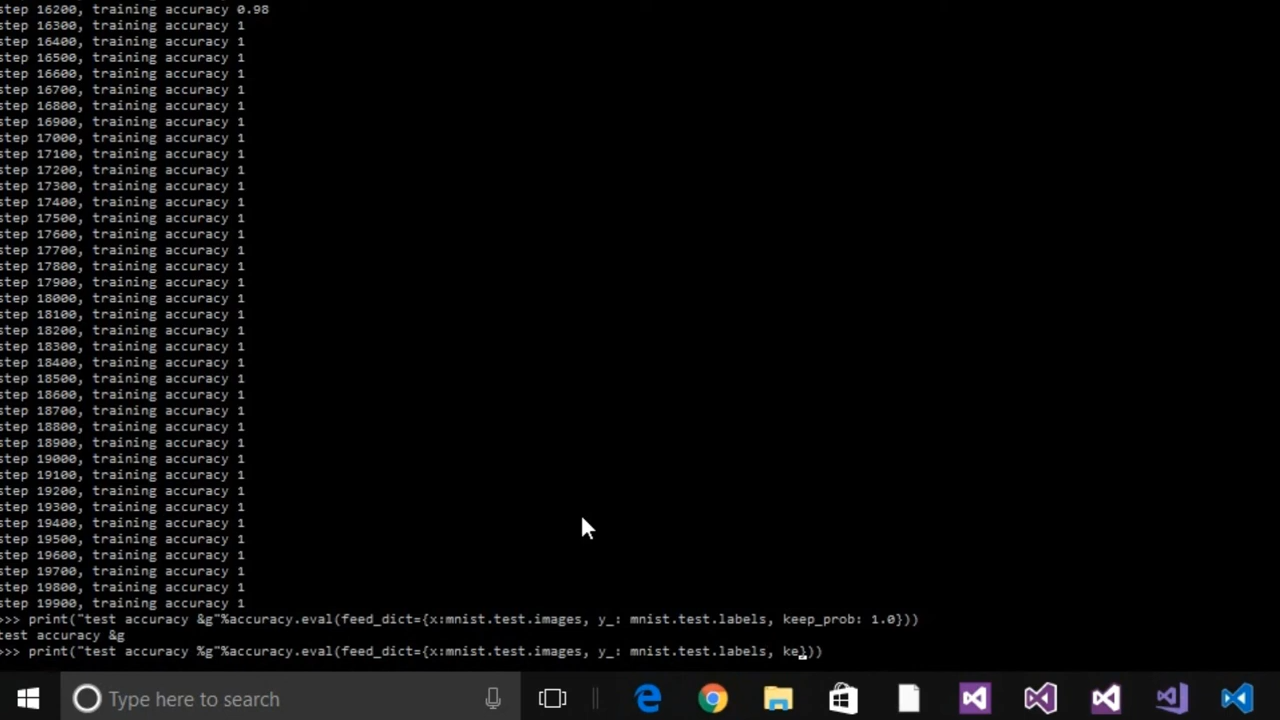 step 16200, training accuracy 0.98
step 16300, training accuracy 1
step 16400, training accuracy 1
step 16500, training accuracy 1
step 16600, training accuracy 1
step 16700, training accuracy 1
step 16800, training accuracy 1
step 16900, training accuracy 1
step 17000, training accuracy 1
step 17100, training accuracy 1
step 17200, training accuracy 1
step 17300, training accuracy 1
step 17400, training accuracy 1
step 17500, training accuracy 1
step 17600, training accuracy 1
step 17700, training accuracy 1
step 17800, training accuracy 1
step 17900, training accuracy 1
step 18000, training accuracy 1
step 18100, training accuracy 1
step 18200, training accuracy 1
step 18300, training accuracy 1
step 18400, training accuracy 1
step 18500, training accuracy 1
step 18600, training accuracy 1
step 18700, training accuracy 1
step 18800, training accuracy 1
step 18900, training accuracy 1
step 19000, training accuracy 1
step 19100, training accuracy 1
step 19200, training accuracy 1
step 19300, training accuracy 1
step 19400, training accuracy 1
step 19500, training accuracy 1
step 19600, training accuracy 1
step 19700, training accuracy 1
step 19800, training accuracy 1
step 19900, training accuracy 1
>>> print("test accuracy &g"%accuracy.eval(feed_dict={x:mnist.test.images, y_: mnist.test.labels, keep_prob: 1.0}))
test accuracy &g
>>> print("test accuracy %g"%accuracy.eval(feed_dict={x:mnist.test.images, y_: mnist.test.labels, ke}))
Type here to search